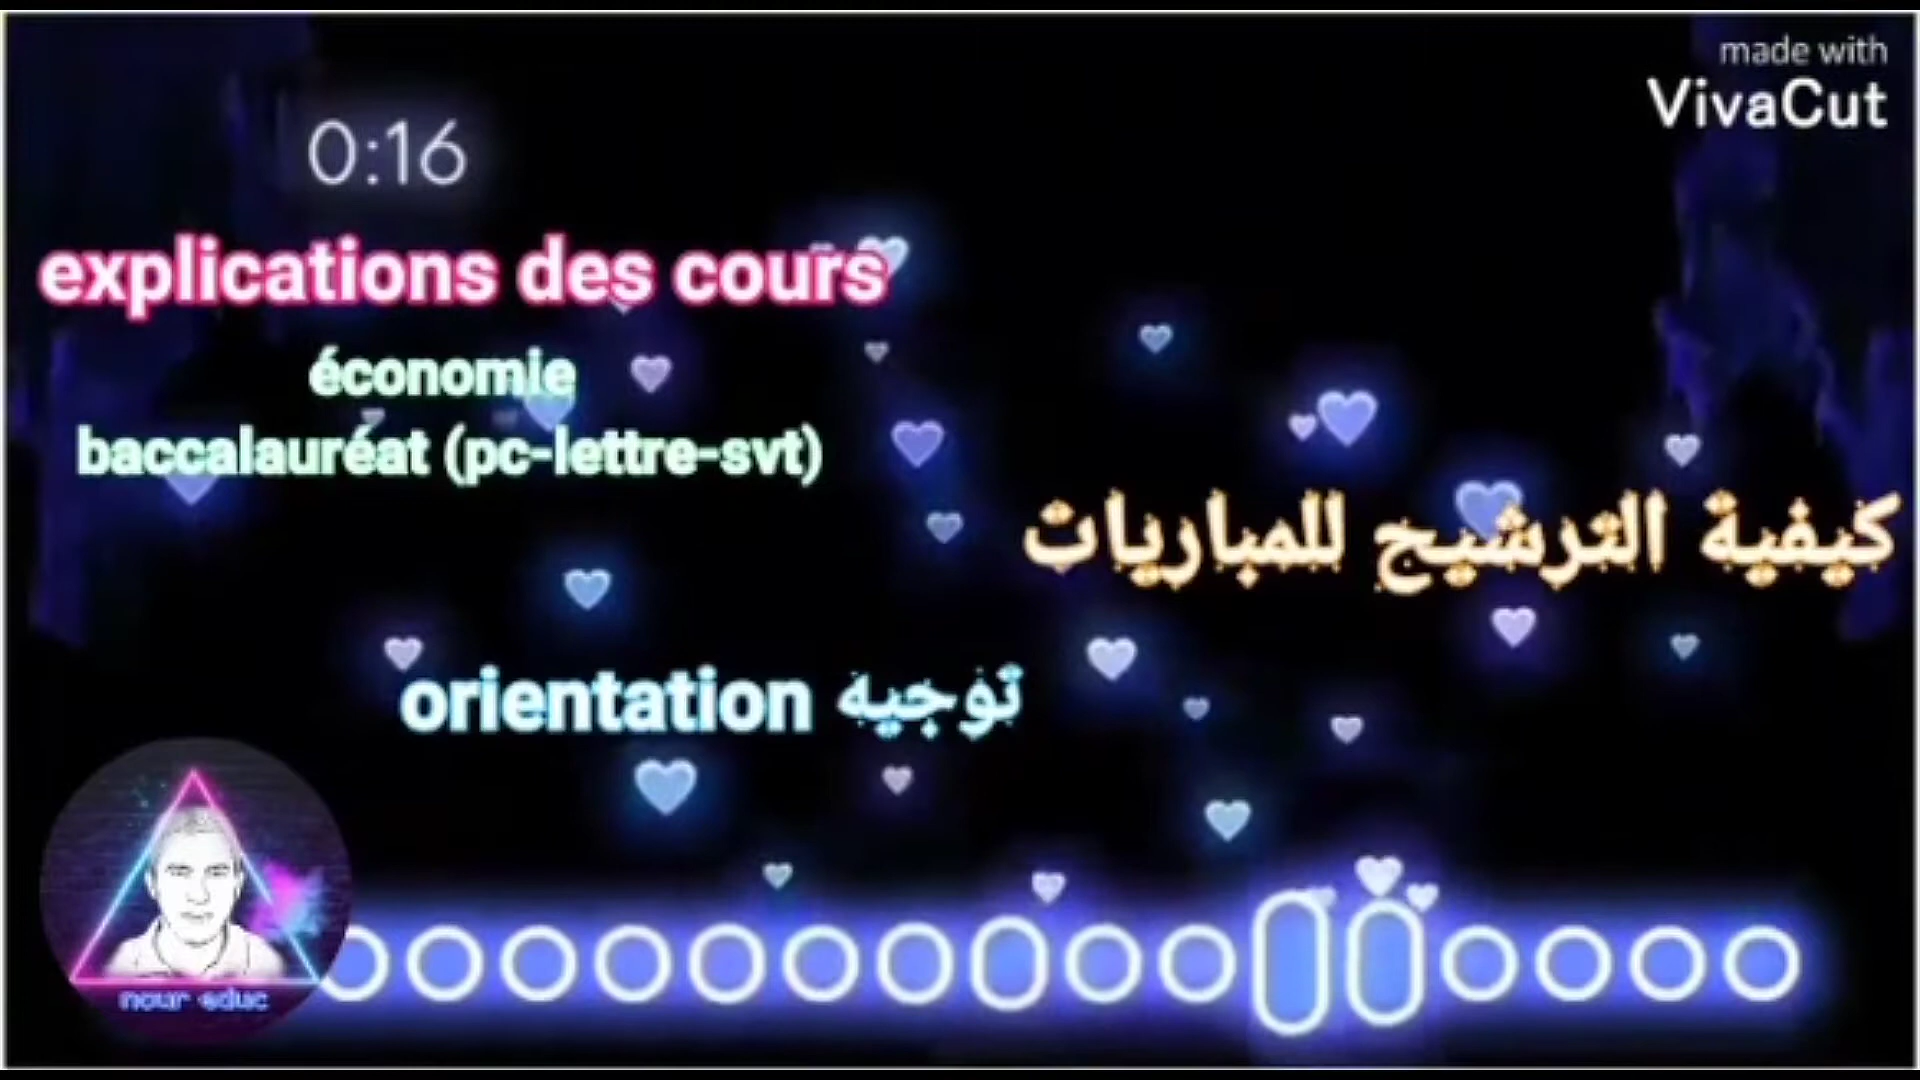 made with
VivaCut
0:16
explications des cours
économie
baccalauréat (pc-lettre-svt)
كيفية الترشيح للمباريات
orientation توجيه
nour educ